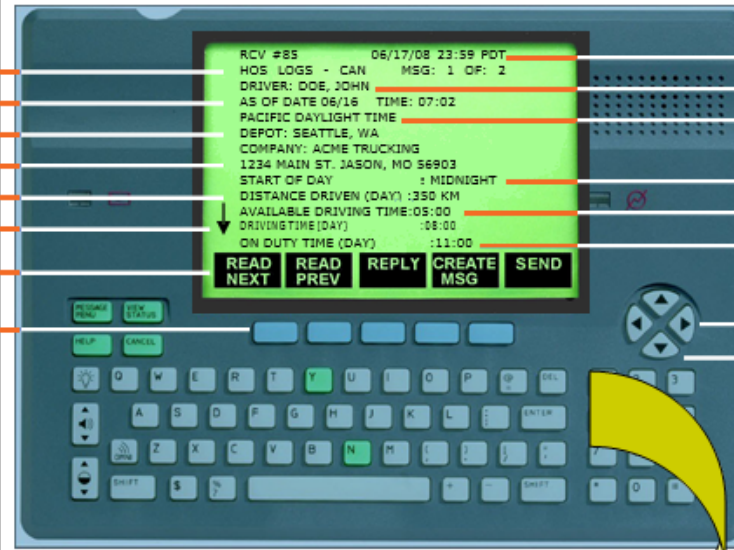 RCV #85 06/17/08 23:59 PDT
HOS LOGS - CAN MSG: 1 OF: 2
DRIVER: DOE, JOHN
AS OF DATE 06/16 TIME: 07:02
PACIFIC DAYLIGHT TIME
DEPOT: SEATTLE, WA
COMPANY: ACME TRUCKING
1234 MAIN ST. JASON, MO 56903
START OF DAY : MIDNIGHT
DISTANCE DRIVEN (DAY) :350 KM
AVAILABLE DRIVING TIME:05:00
DRIVING TIME (DAY) :08:00
ON DUTY TIME (DAY) :11:00
READ NEXT READ PREV REPLY CREATE MSG SEND
MESSAGE MENU VIEW STATUS
HELP CANCEL
Q W E R T Y U I O P @ DEL 3
A S D F G H J K L ENTER
Z X C V B N M
SHIFT $ % + - SHIFT * 0